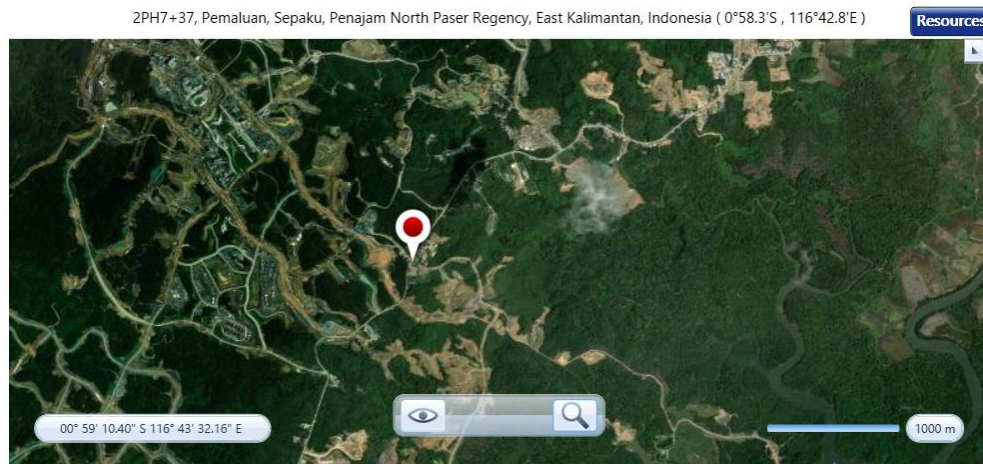 2PH7+37, Pemaluan, Sepaku, Penajam North Paser Regency, East Kalimantan, Indonesia ( 0°58.3'S , 116°42.8'E )
Resources
00° 59' 10.40" S 116° 43' 32.16" E
1000 m